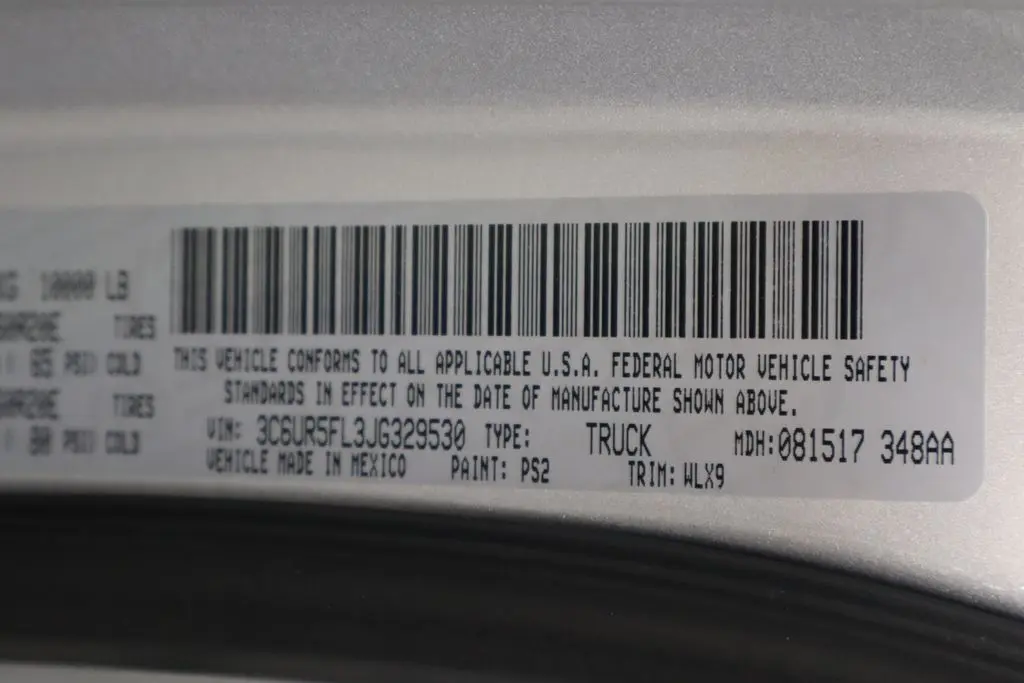 10000 LB
TIRES
65 PSI) COLD
TIRES
80 PSI) COLD
THIS VEHICLE CONFORMS TO ALL APPLICABLE U.S.A. FEDERAL MOTOR VEHICLE SAFETY
STANDARDS IN EFFECT ON THE DATE OF MANUFACTURE SHOWN ABOVE.
VIN: 3C6UR5FL3JG329530 TYPE: TRUCK MDH:081517 348AA
VEHICLE MADE IN MEXICO PAINT: PS2 TRIM: WLX9